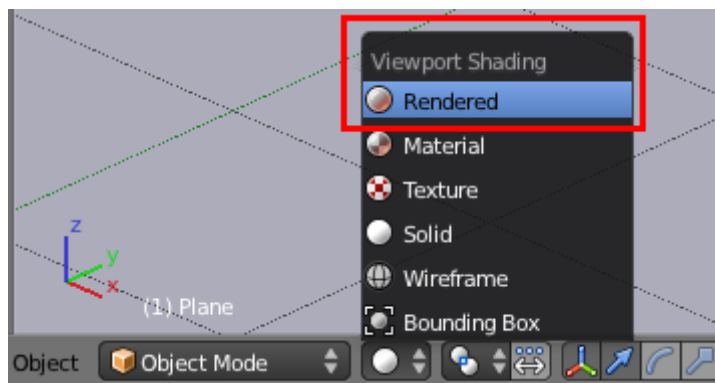 Viewport Shading
Rendered
Material
Texture
Solid
Wireframe
Bounding Box
z
y
x
(1) Plane
Object Object Mode